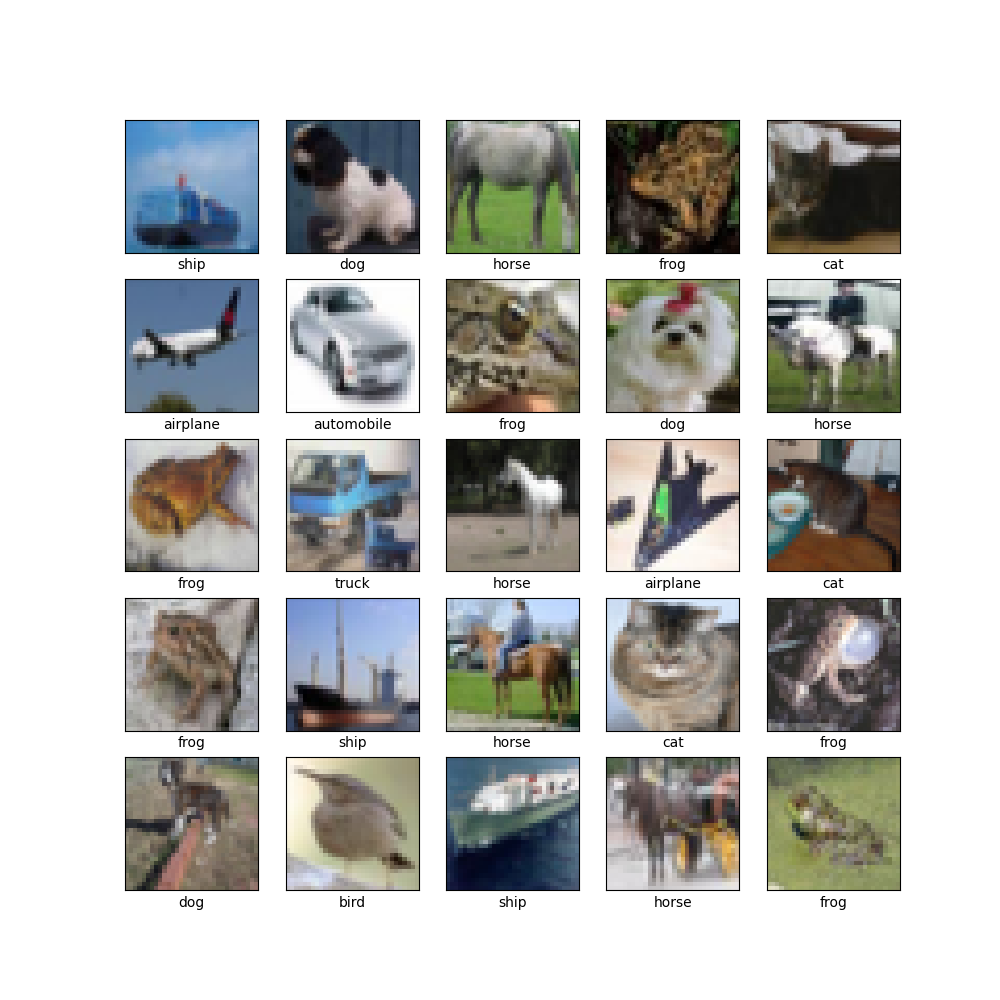 ship dog horse frog cat
airplane automobile frog dog horse
frog truck horse airplane cat
frog ship horse cat frog
dog bird ship horse frog